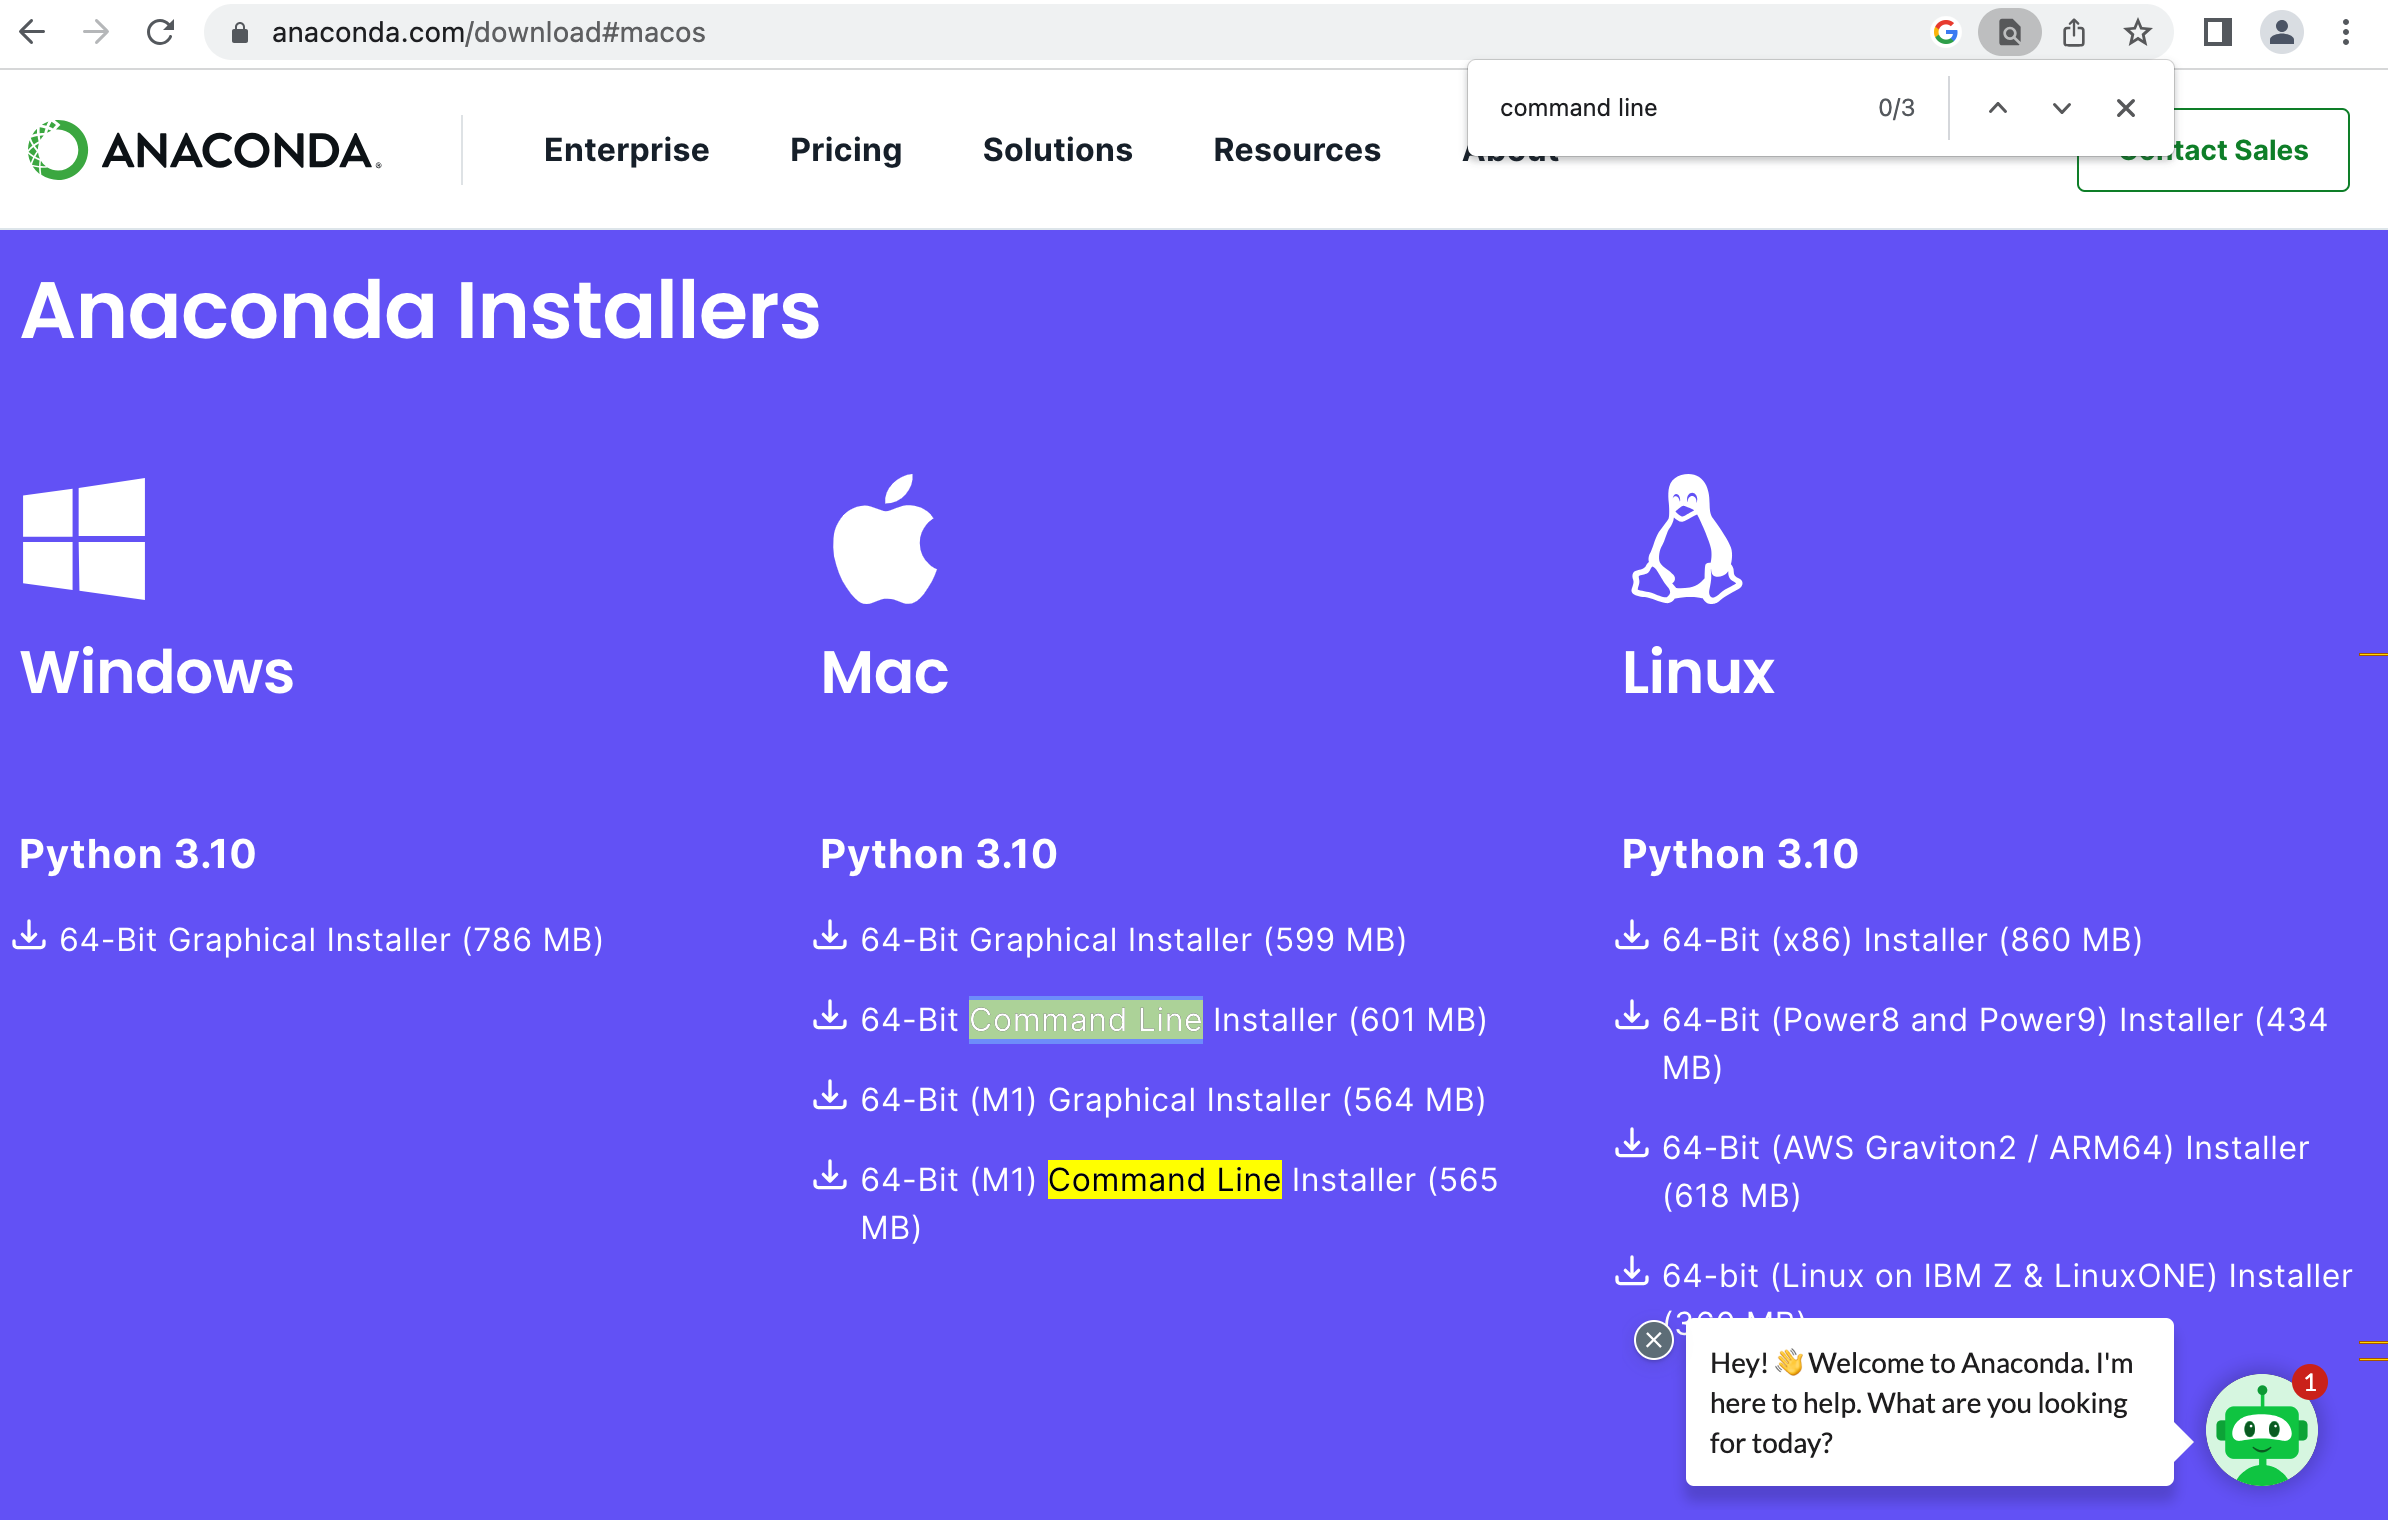 anaconda.com/download#macos
command line 0/3
ANACONDA
Enterprise Pricing Solutions Resources About
Contact Sales
Anaconda Installers
Windows
Python 3.10
64-Bit Graphical Installer (786 MB)
Mac
Python 3.10
64-Bit Graphical Installer (599 MB)
64-Bit Command Line Installer (601 MB)
64-Bit (M1) Graphical Installer (564 MB)
64-Bit (M1) Command Line Installer (565
MB)
Linux
Python 3.10
64-Bit (x86) Installer (860 MB)
64-Bit (Power8 and Power9) Installer (434
MB)
64-Bit (AWS Graviton2 / ARM64) Installer
(618 MB)
64-bit (Linux on IBM Z & LinuxONE) Installer
Hey! 👋 Welcome to Anaconda. I'm
here to help. What are you looking
for today?
1